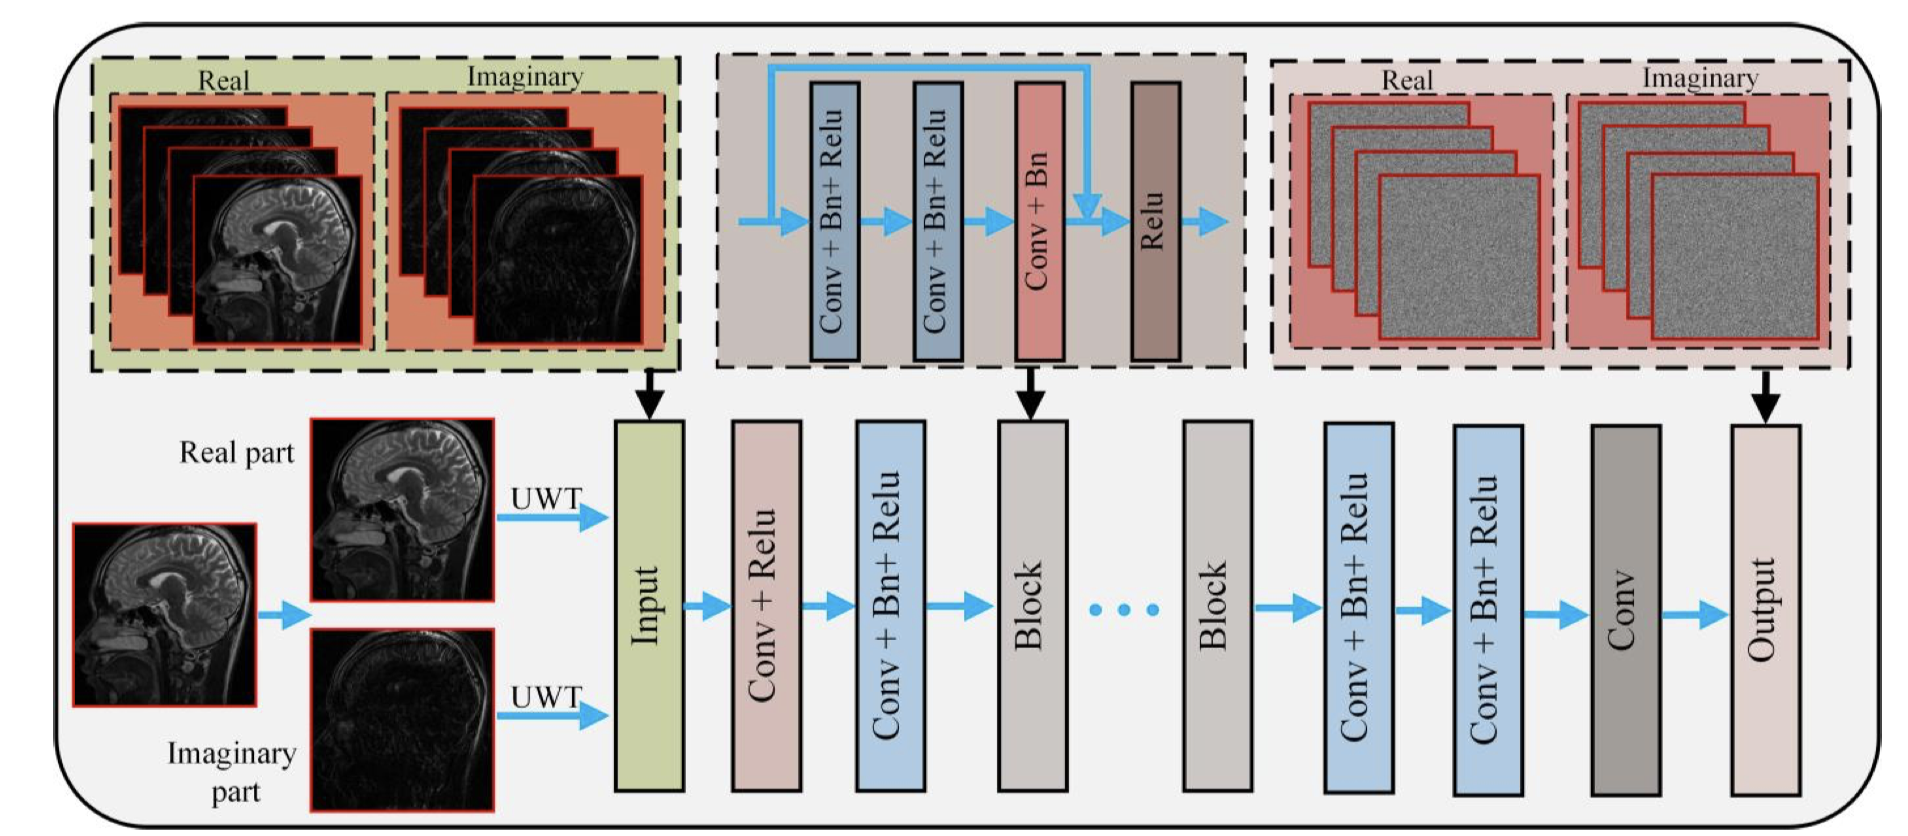 Real
Imaginary
Conv + Bn+ Relu
Conv + Bn+ Relu
Conv + Bn
Relu
Real
Imaginary
Real part
Imaginary
part
UWT
UWT
Input
Conv + Relu
Conv + Bn+ Relu
Block
Block
Conv + Bn+ Relu
Conv + Bn+ Relu
Conv
Output